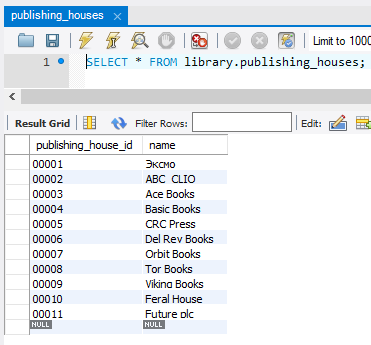 publishing_houses
Limit to 1000
1 SELECT * FROM library.publishing_houses;
Result Grid Filter Rows: Edit:
publishing_house_id name
00001 Эксмо
00002 ABC CLIO
00003 Ace Books
00004 Basic Books
00005 CRC Press
00006 Del Rey Books
00007 Orbit Books
00008 Tor Books
00009 Viking Books
00010 Feral House
00011 Future plc
NULL NULL